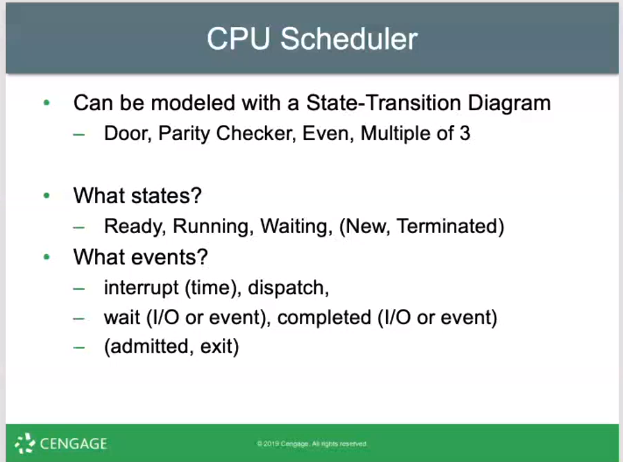 CPU Scheduler
• Can be modeled with a State-Transition Diagram
– Door, Parity Checker, Even, Multiple of 3
• What states?
– Ready, Running, Waiting, (New, Terminated)
• What events?
– interrupt (time), dispatch,
– wait (I/O or event), completed (I/O or event)
– (admitted, exit)
CENGAGE
© 2019 Cengage. All rights reserved.